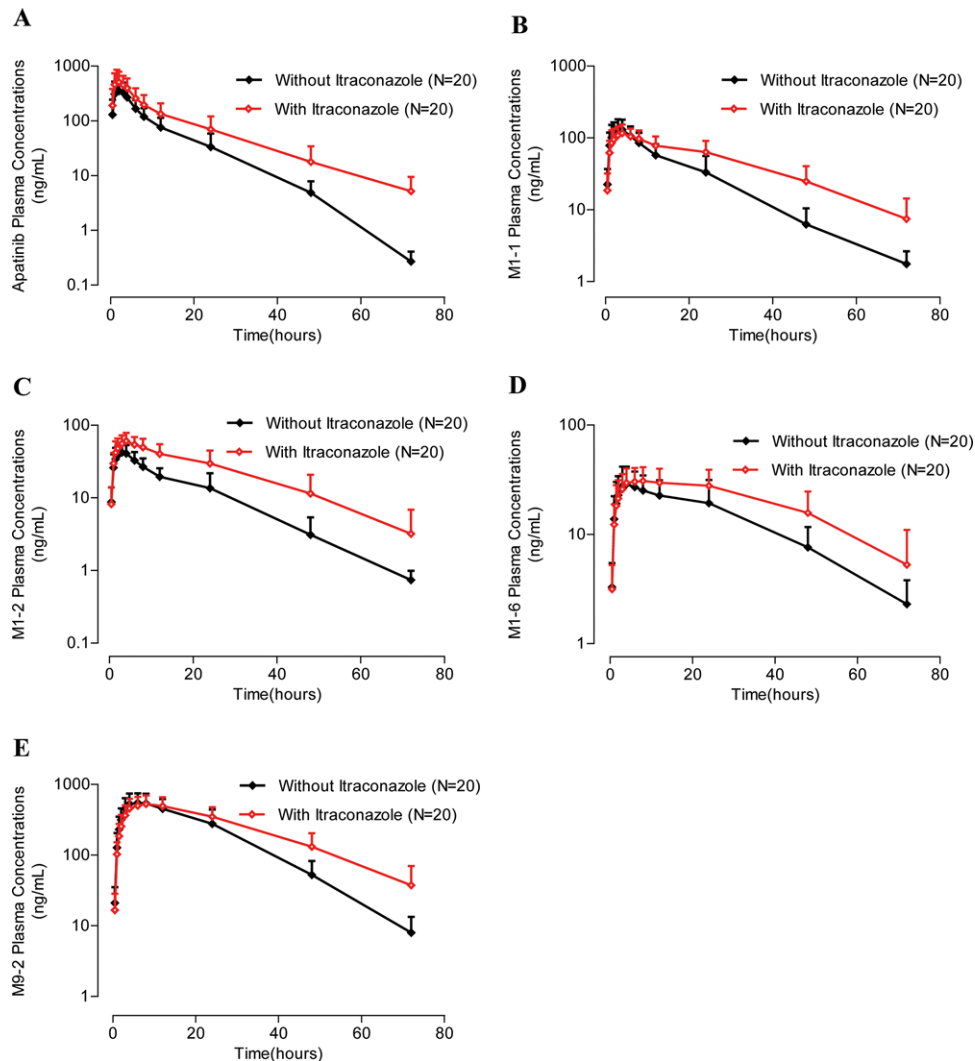 A
Apatinib Plasma Concentrations
(ng/mL)
1000
100
10
1
0.1
Without Itraconazole (N=20)
With Itraconazole (N=20)
0 20 40 60 80
Time(hours)
B
M1-1 Plasma Concentrations
(ng/mL)
1000
100
10
1
Without Itraconazole (N=20)
With Itraconazole (N=20)
0 20 40 60 80
Time(hours)
C
M1-2 Plasma Concentrations
(ng/mL)
100
10
1
0.1
Without Itraconazole (N=20)
With Itraconazole (N=20)
0 20 40 60 80
Time(hours)
D
M1-6 Plasma Concentrations
(ng/mL)
100
10
1
Without Itraconazole (N=20)
With Itraconazole (N=20)
0 20 40 60 80
Time(hours)
E
M9-2 Plasma Concentrations
(ng/mL)
1000
100
10
1
Without Itraconazole (N=20)
With Itraconazole (N=20)
0 20 40 60 80
Time(hours)